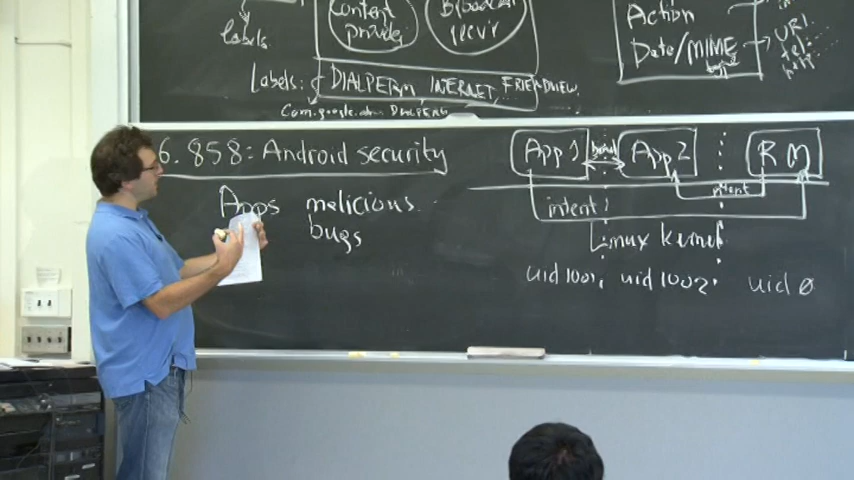 Content
provider
Broadcast
labels
Action
Labels: DIALPERM, INTERNET, FRIENDVIEW,
Data/MIME
URI
tel:
Com.google.
DIALPERM
6.858: Android security
App 1
App 2
RM
Apps malicious
bugs
intent
intent
Linux kernel
uid 1001
uid 1002
uid 0